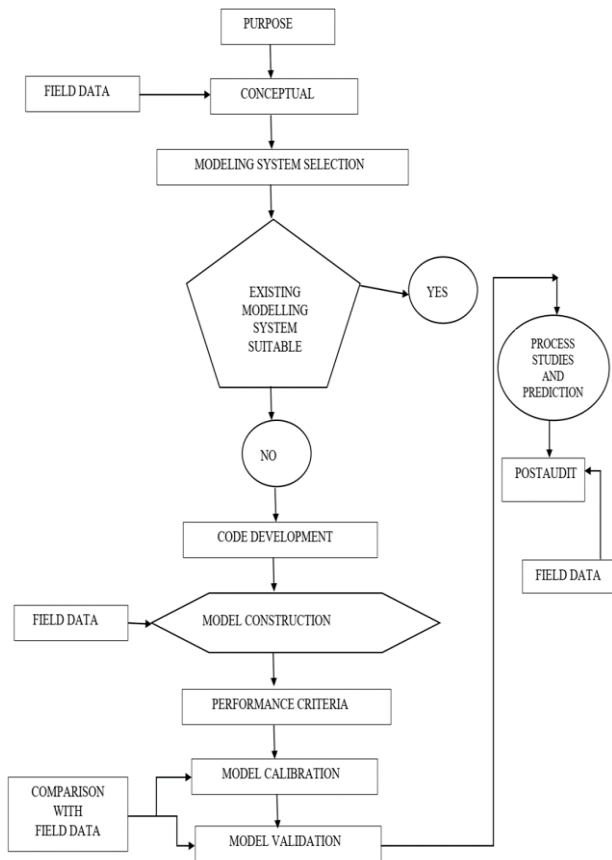 PURPOSE
FIELD DATA
CONCEPTUAL
MODELING SYSTEM SELECTION
EXISTING
MODELLING
SYSTEM
SUITABLE
YES
PROCESS
STUDIES
AND
PREDICTION
NO
POSTAUDIT
CODE DEVELOPMENT
FIELD DATA
FIELD DATA
MODEL CONSTRUCTION
PERFORMANCE CRITERIA
MODEL CALIBRATION
COMPARISON
WITH
FIELD DATA
MODEL VALIDATION